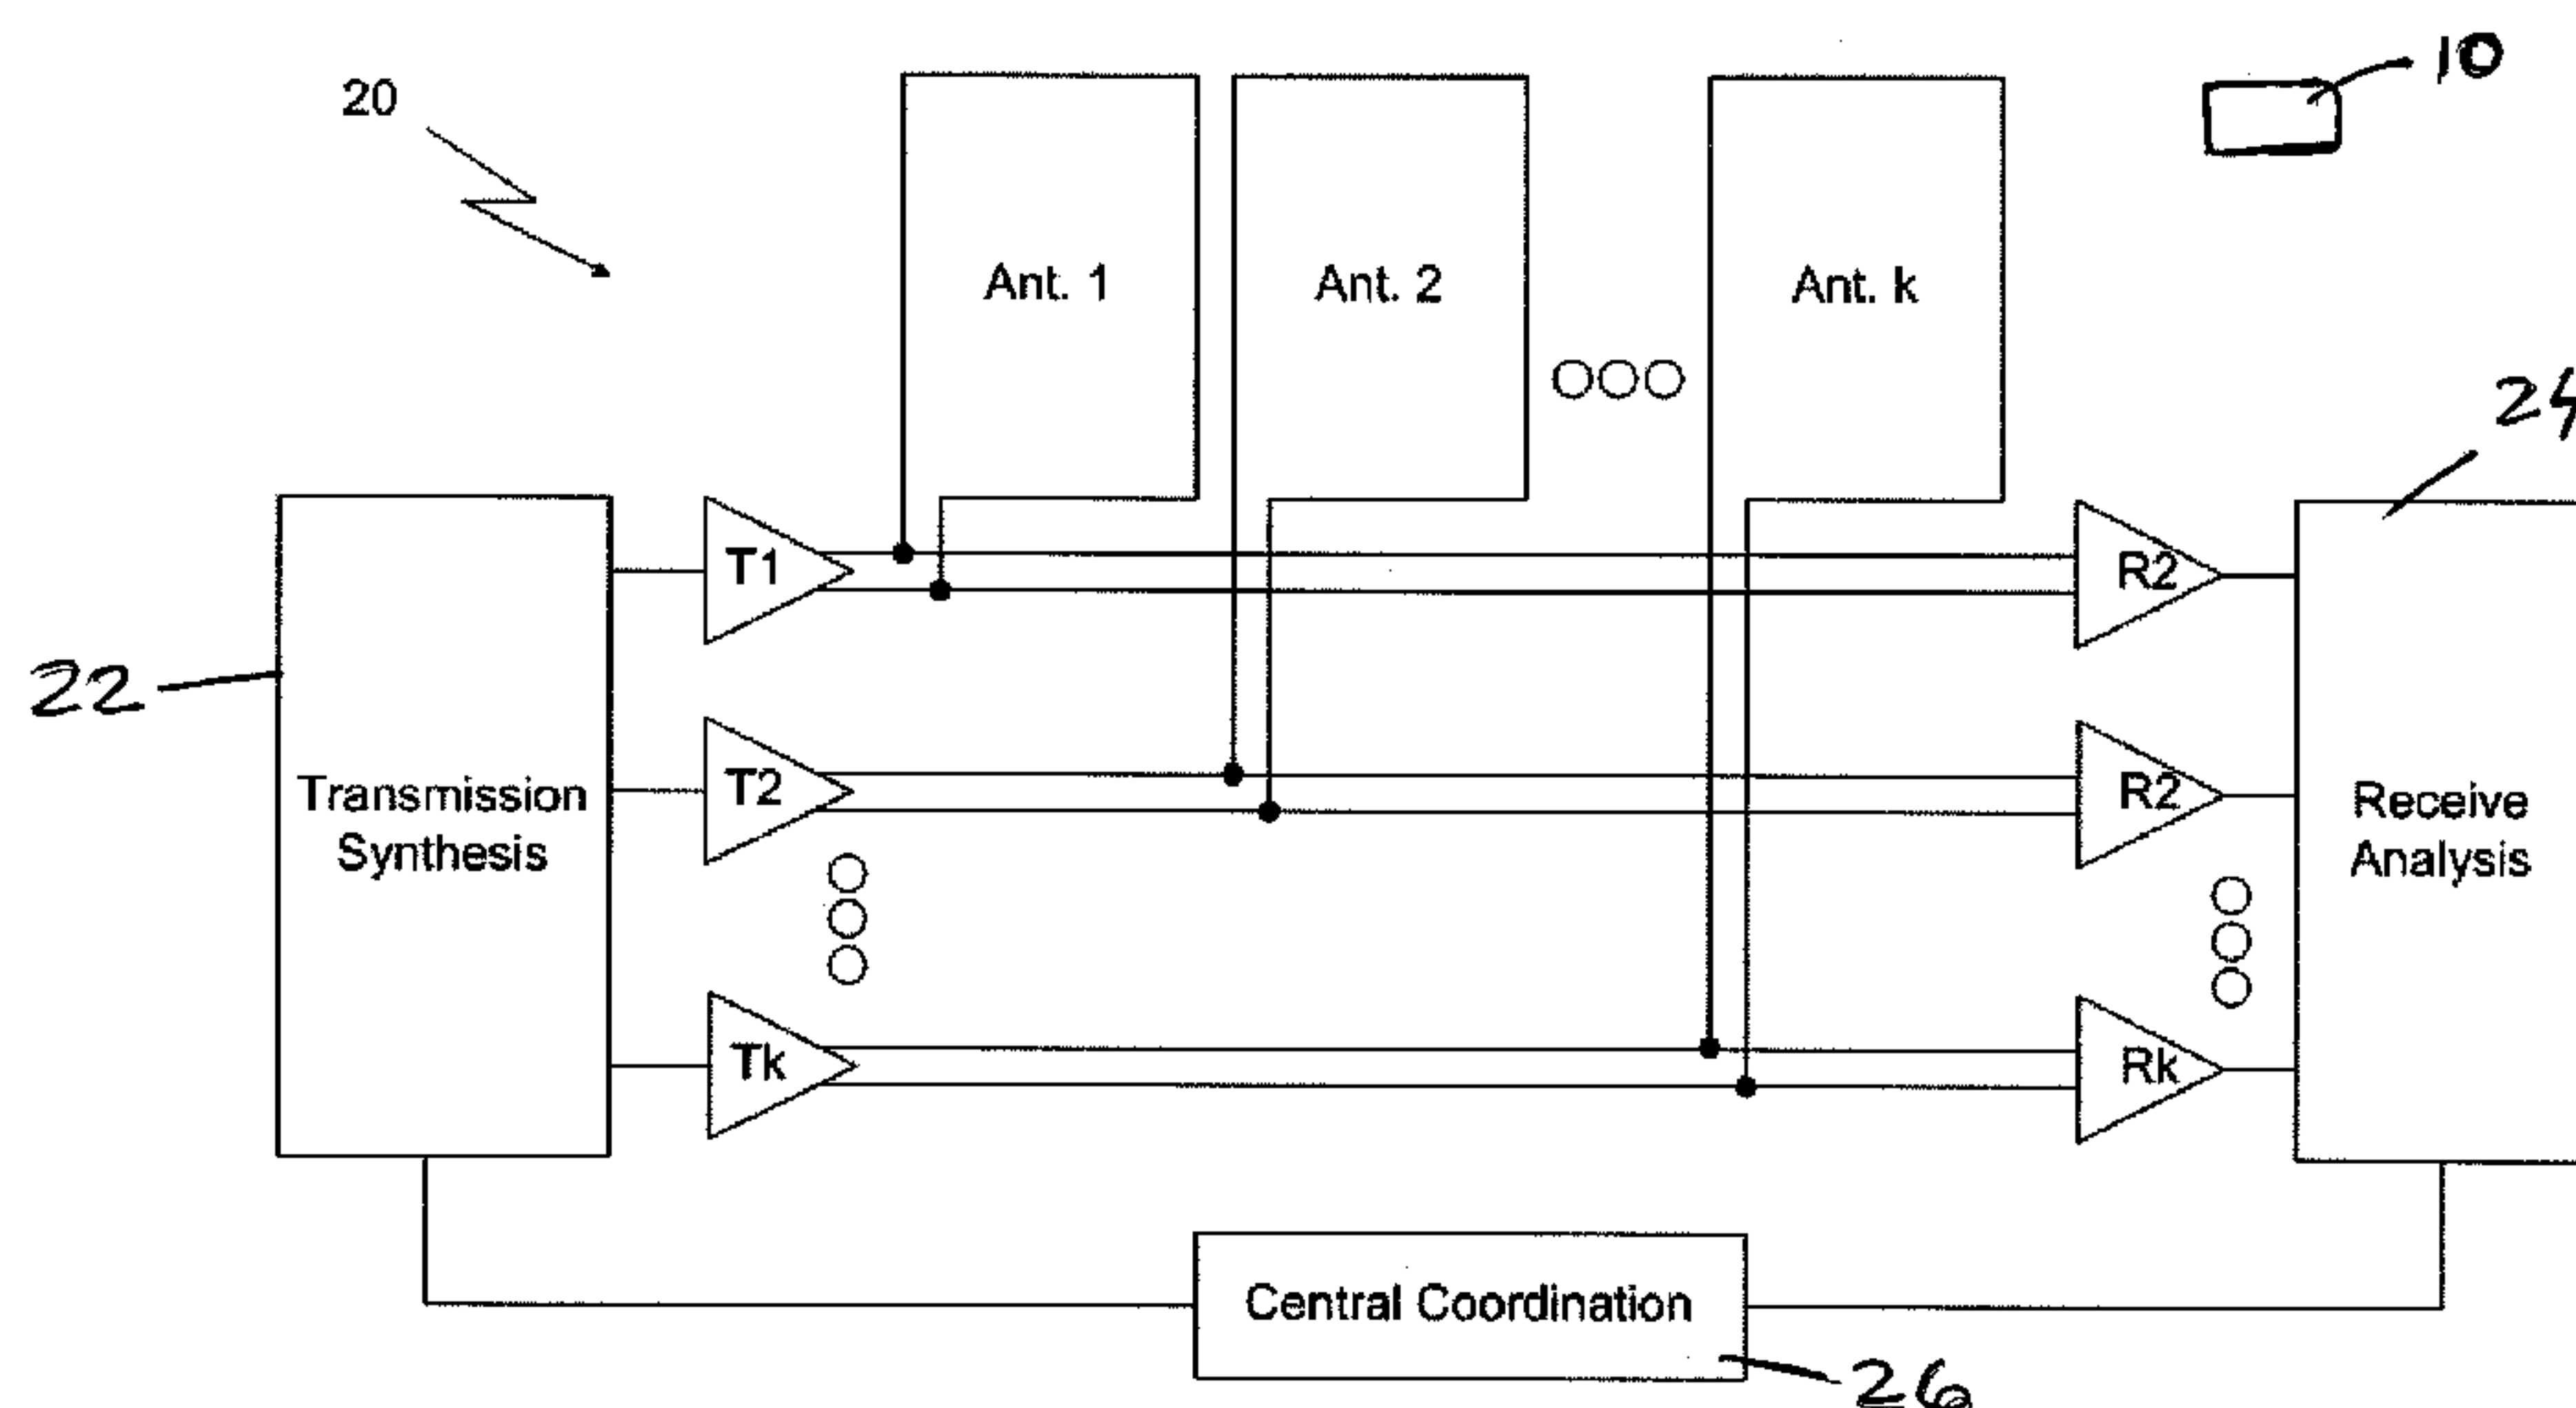 20
10
Ant. 1
Ant. 2
Ant. k
24
T1
R2
22
T2
R2
Transmission
Synthesis
Receive
Analysis
Tk
Rk
Central Coordination
26